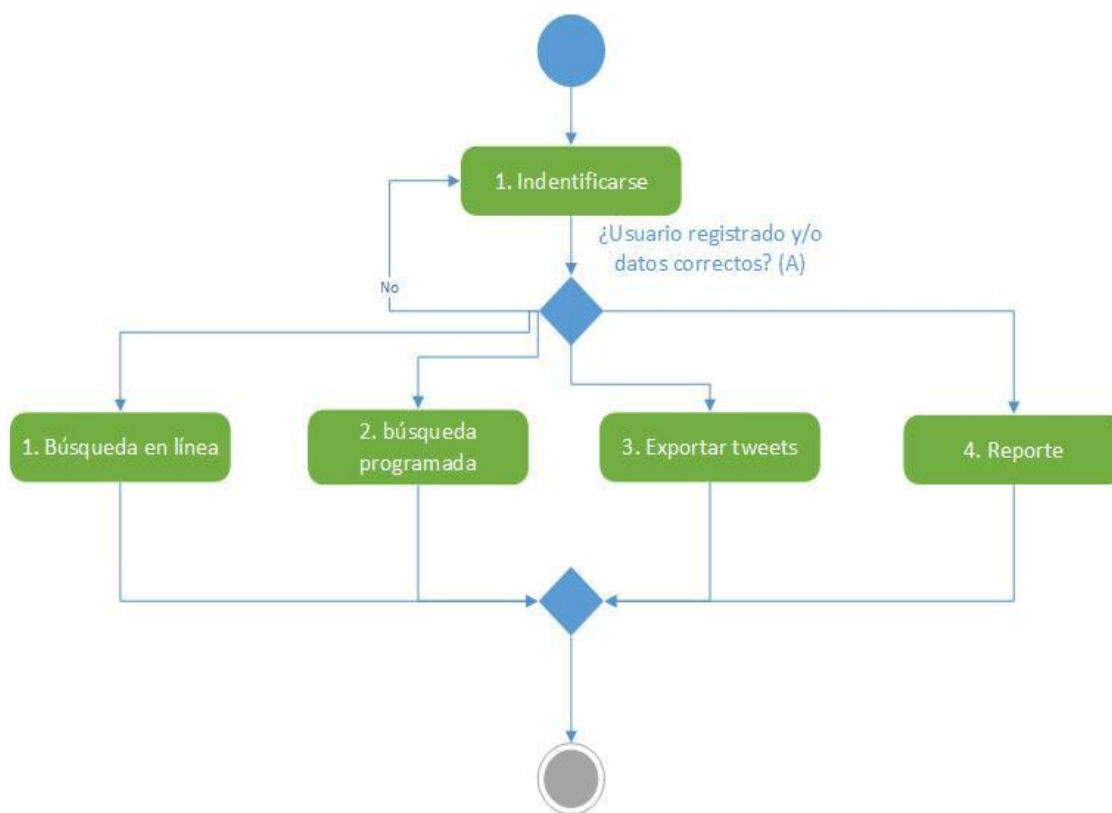 1. Indentificarse
¿Usuario registrado y/o
datos correctos? (A)
No
1. Búsqueda en línea
2. búsqueda
programada
3. Exportar tweets
4. Reporte